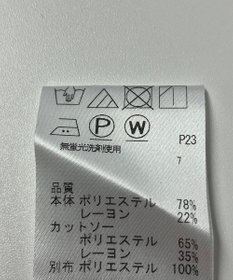 P W P23
無蛍光洗剤使用 7
品質
本体 ポリエステル 78%
レーヨン 22%
カットソー
ポリエステル 65%
レーヨン 35%
別布 ポリエステル 100%